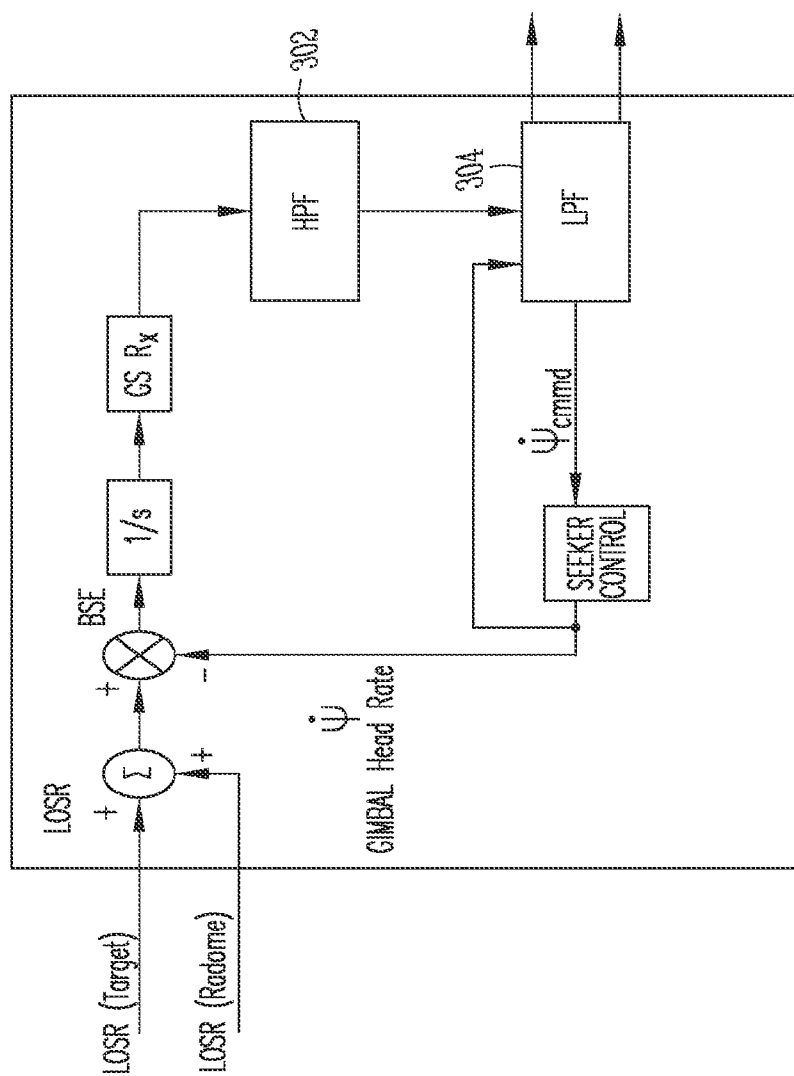 LOSR (Target)
LOSR (Radome)
LOSR
+
Σ
+
+
-
BSE
1/s
GS Rx
302
HPF
304
LPF
ψ̇cmmd
SEEKER
CONTROL
ψ̇
GIMBAL Head Rate